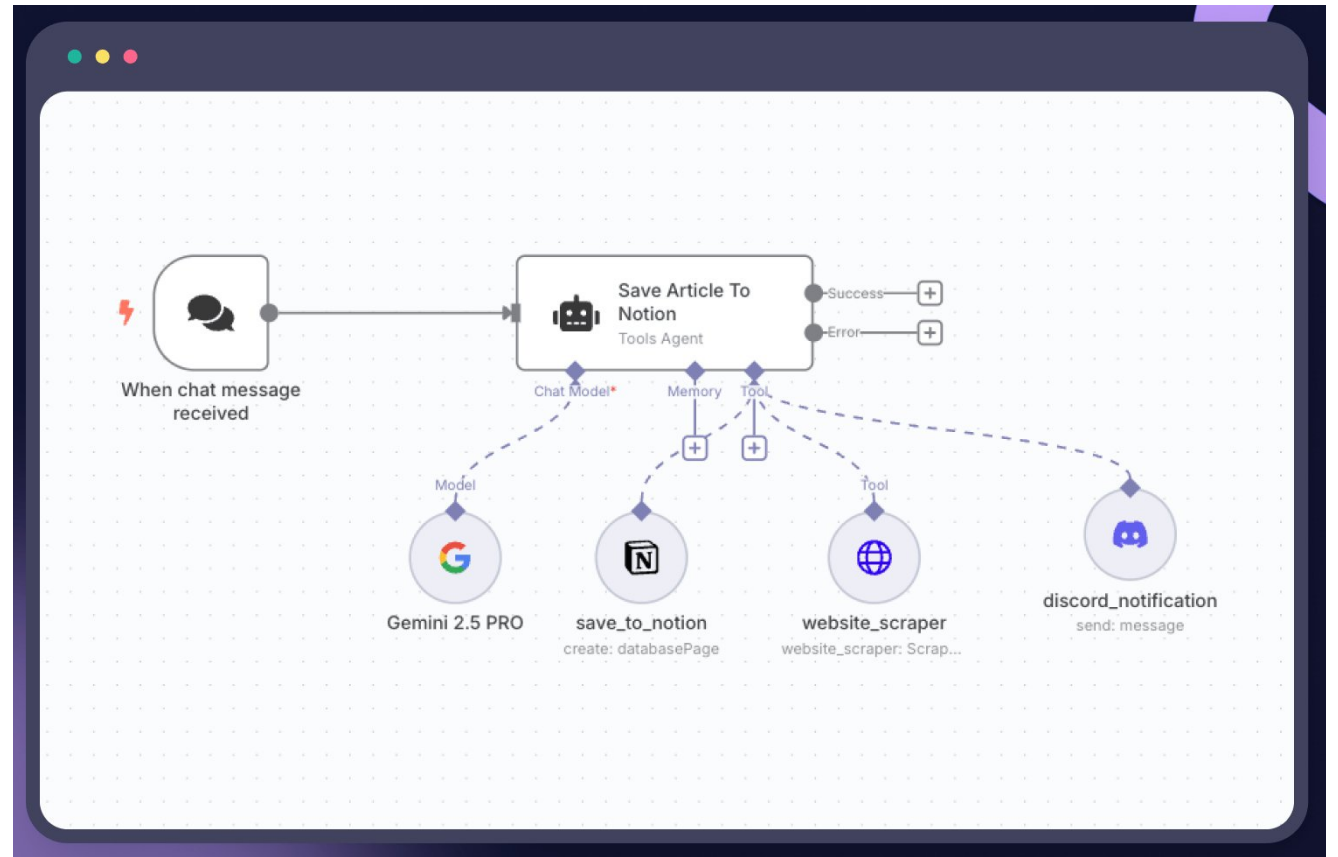 Save Article To
Notion
Tools Agent
Success
Error
When chat message
received
Chat Model*
Memory
Tool
Model
Tool
Gemini 2.5 PRO
save_to_notion
create: databasePage
website_scraper
website_scraper: Scrap...
discord_notification
send: message